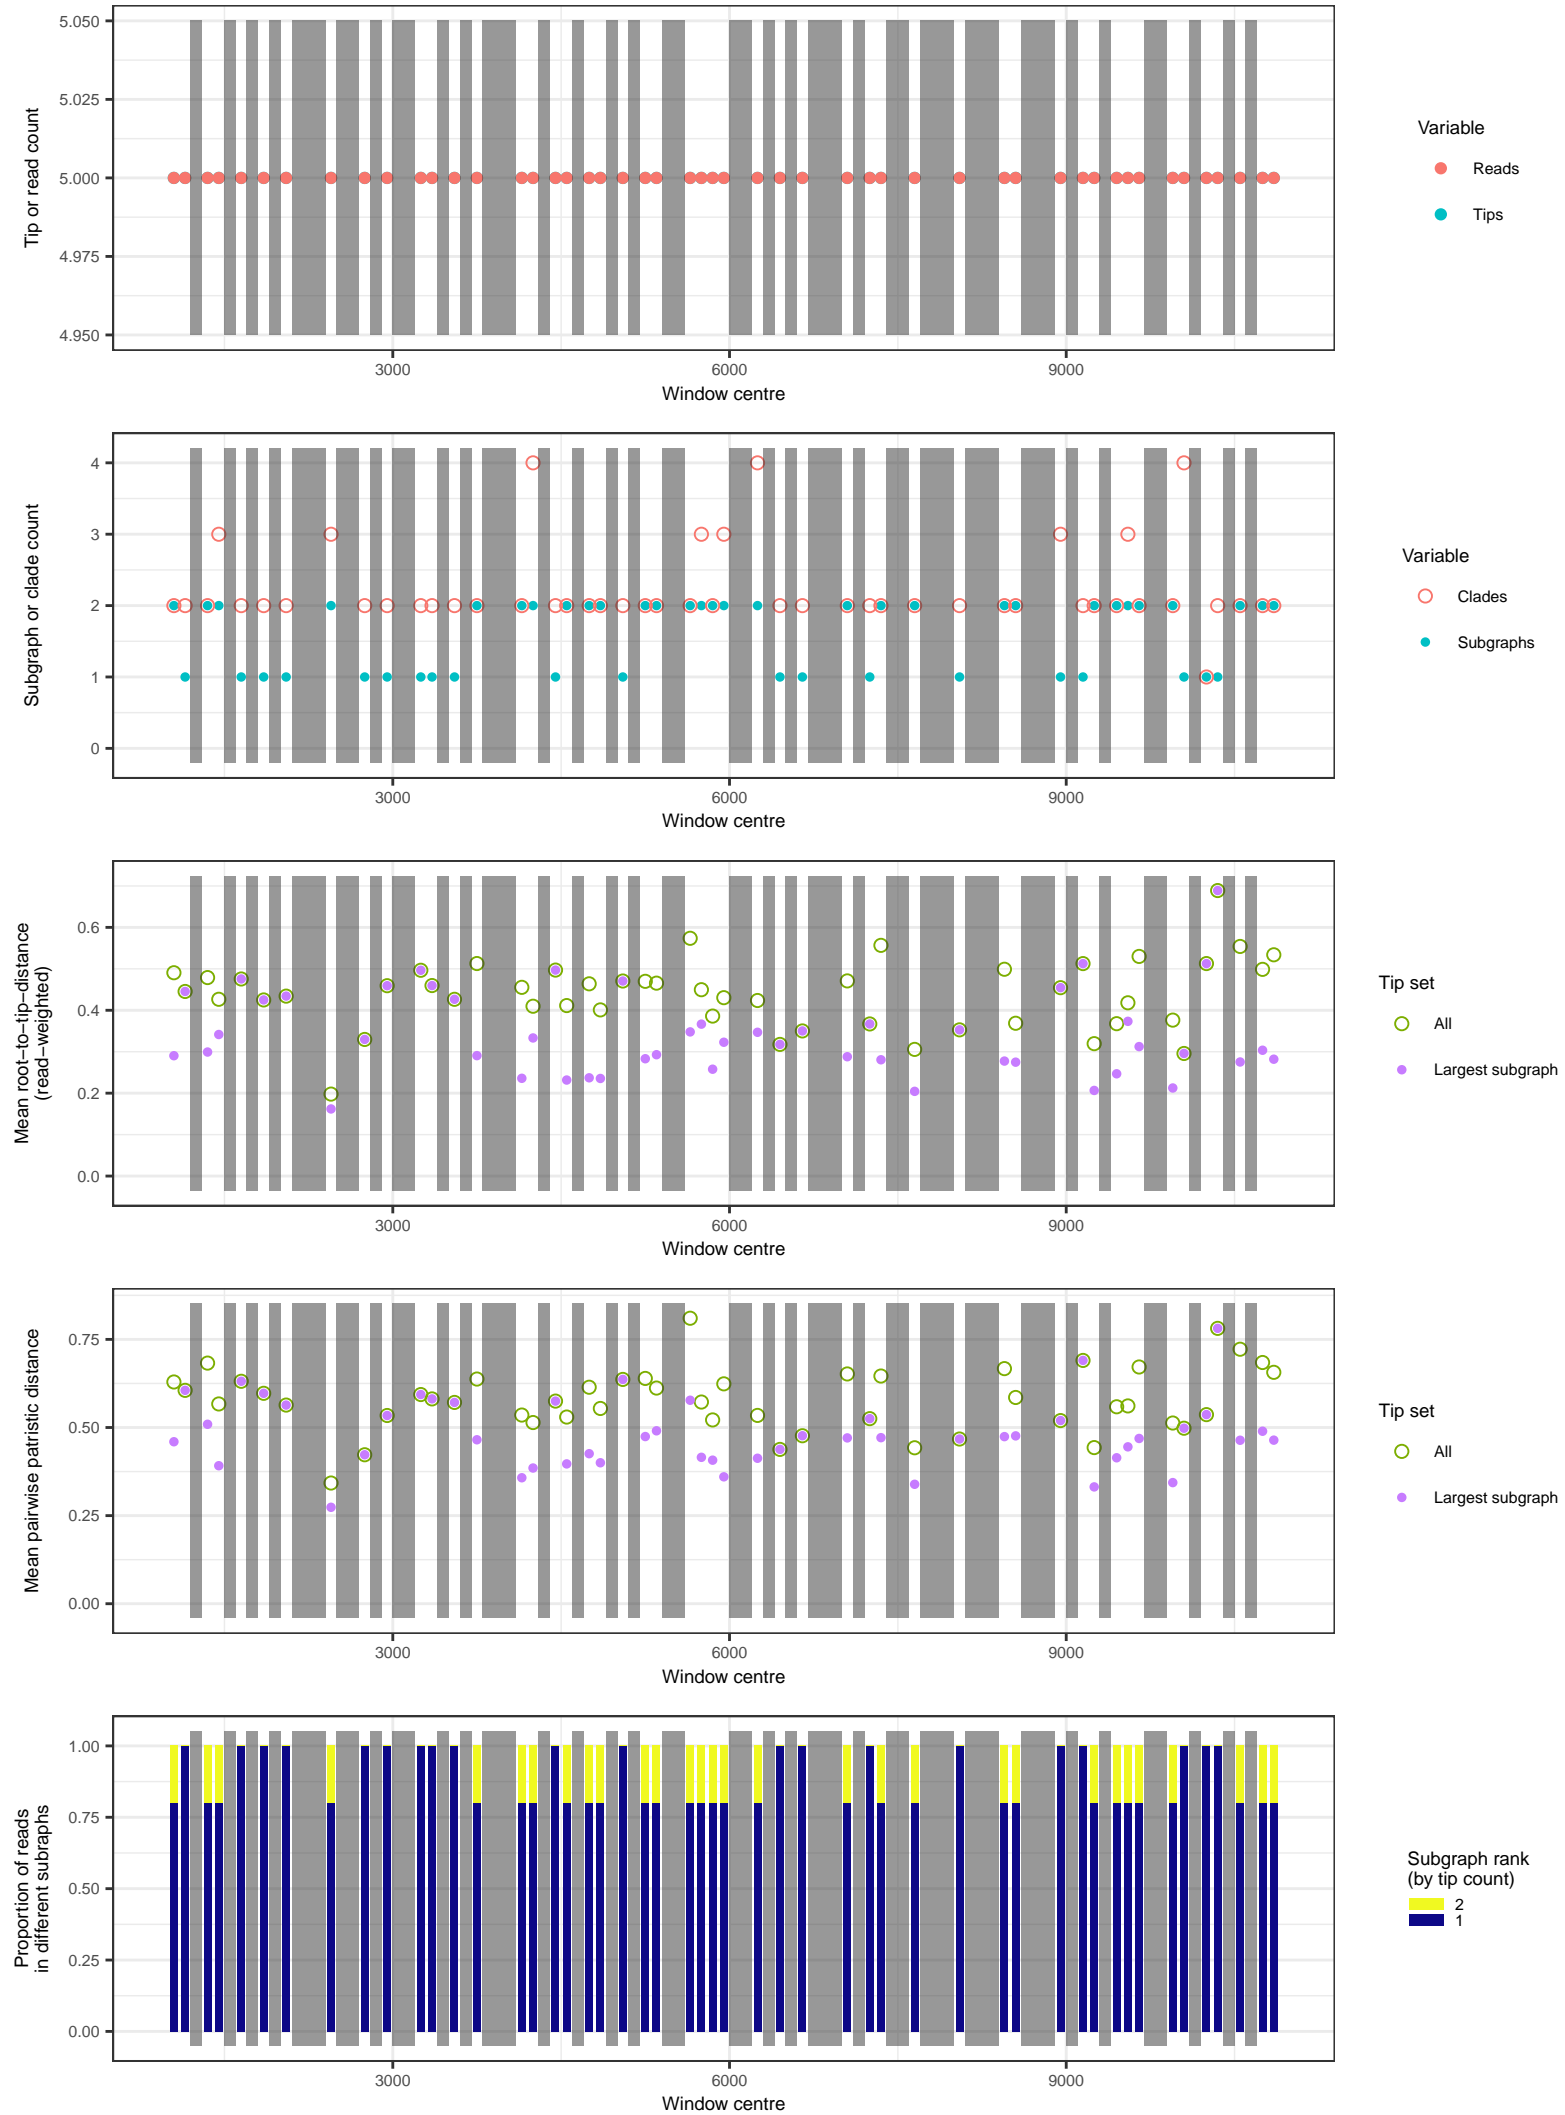 5.050
5.025
5.000
4.975
4.950
Tip or read count
3000
6000
9000
Window centre
Variable
Reads
Tips
4
3
2
1
0
Subgraph or clade count
3000
6000
9000
Window centre
Variable
Clades
Subgraphs
0.6
0.4
0.2
0.0
Mean root−to−tip−distance
(read−weighted)
3000
6000
9000
Window centre
Tip set
All
Largest subgraph
0.75
0.50
0.25
0.00
Mean pairwise patristic distance
3000
6000
9000
Window centre
Tip set
All
Largest subgraph
1.00
0.75
0.50
0.25
0.00
Proportion of reads
in different subraphs
3000
6000
9000
Window centre
Subgraph rank
(by tip count)
2
1